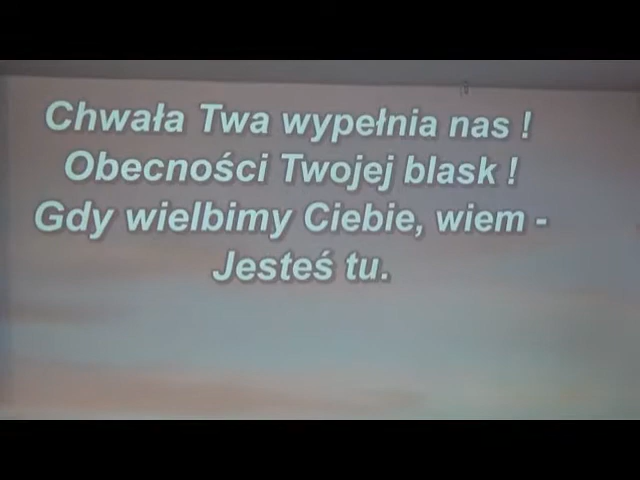 Chwała Twa wypełnia nas !
Obecności Twojej blask !
Gdy wielbimy Ciebie, wiem -
Jesteś tu.